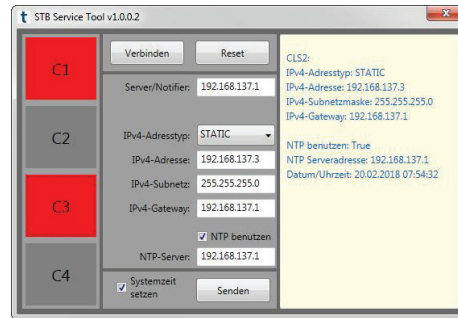 t STB Service Tool v1.0.0.2
C1
C2
C3
C4
Verbinden Reset
Server/Notifier: 192.168.137.1
IPv4-Adresstyp: STATIC
IPv4-Adresse: 192.168.137.3
IPv4-Subnetz: 255.255.255.0
IPv4-Gateway: 192.168.137.1
NTP benutzen
NTP-Server: 192.168.137.1
Systemzeit
setzen
Senden
CLS2:
IPv4-Adresstyp: STATIC
IPv4-Adresse: 192.168.137.3
IPv4-Subnetzmaske: 255.255.255.0
IPv4-Gateway: 192.168.137.1
NTP benutzen: True
NTP Serveradresse: 192.168.137.1
Datum/Uhrzeit: 20.02.2018 07:54:32